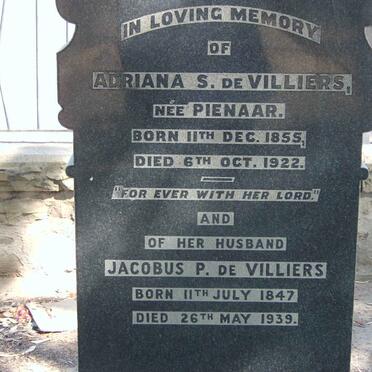 IN LOVING MEMORY
OF
ADRIANA S. DE VILLIERS,
NÉE PIENAAR.
BORN 11TH DEC. 1855,
DIED 6TH OCT. 1922.
"FOR EVER WITH HER LORD."
AND
OF HER HUSBAND
JACOBUS P. DE VILLIERS
BORN 11TH JULY 1847
DIED 26TH MAY 1939.